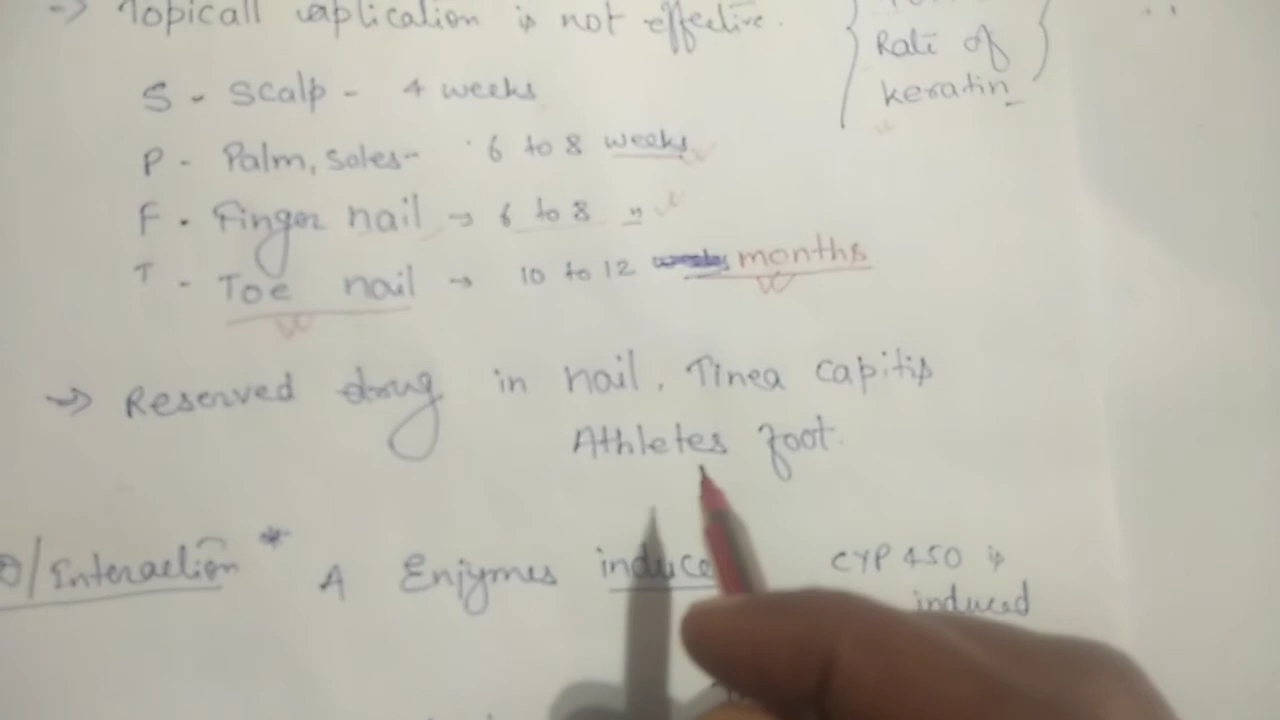 -> Topicall aplication is not effective.
Rate of
keratin
S - Scalp - 4 weeks
P - Palm, soles - 6 to 8 weeks
F - Finger nail → 6 to 8 "
T - Toe nail → 10 to 12 months
→ Reserved drug in nail, Tinea capitis
Athletes foot.
D/Interaction * A Enzymes induce
CYP 450 is
induced